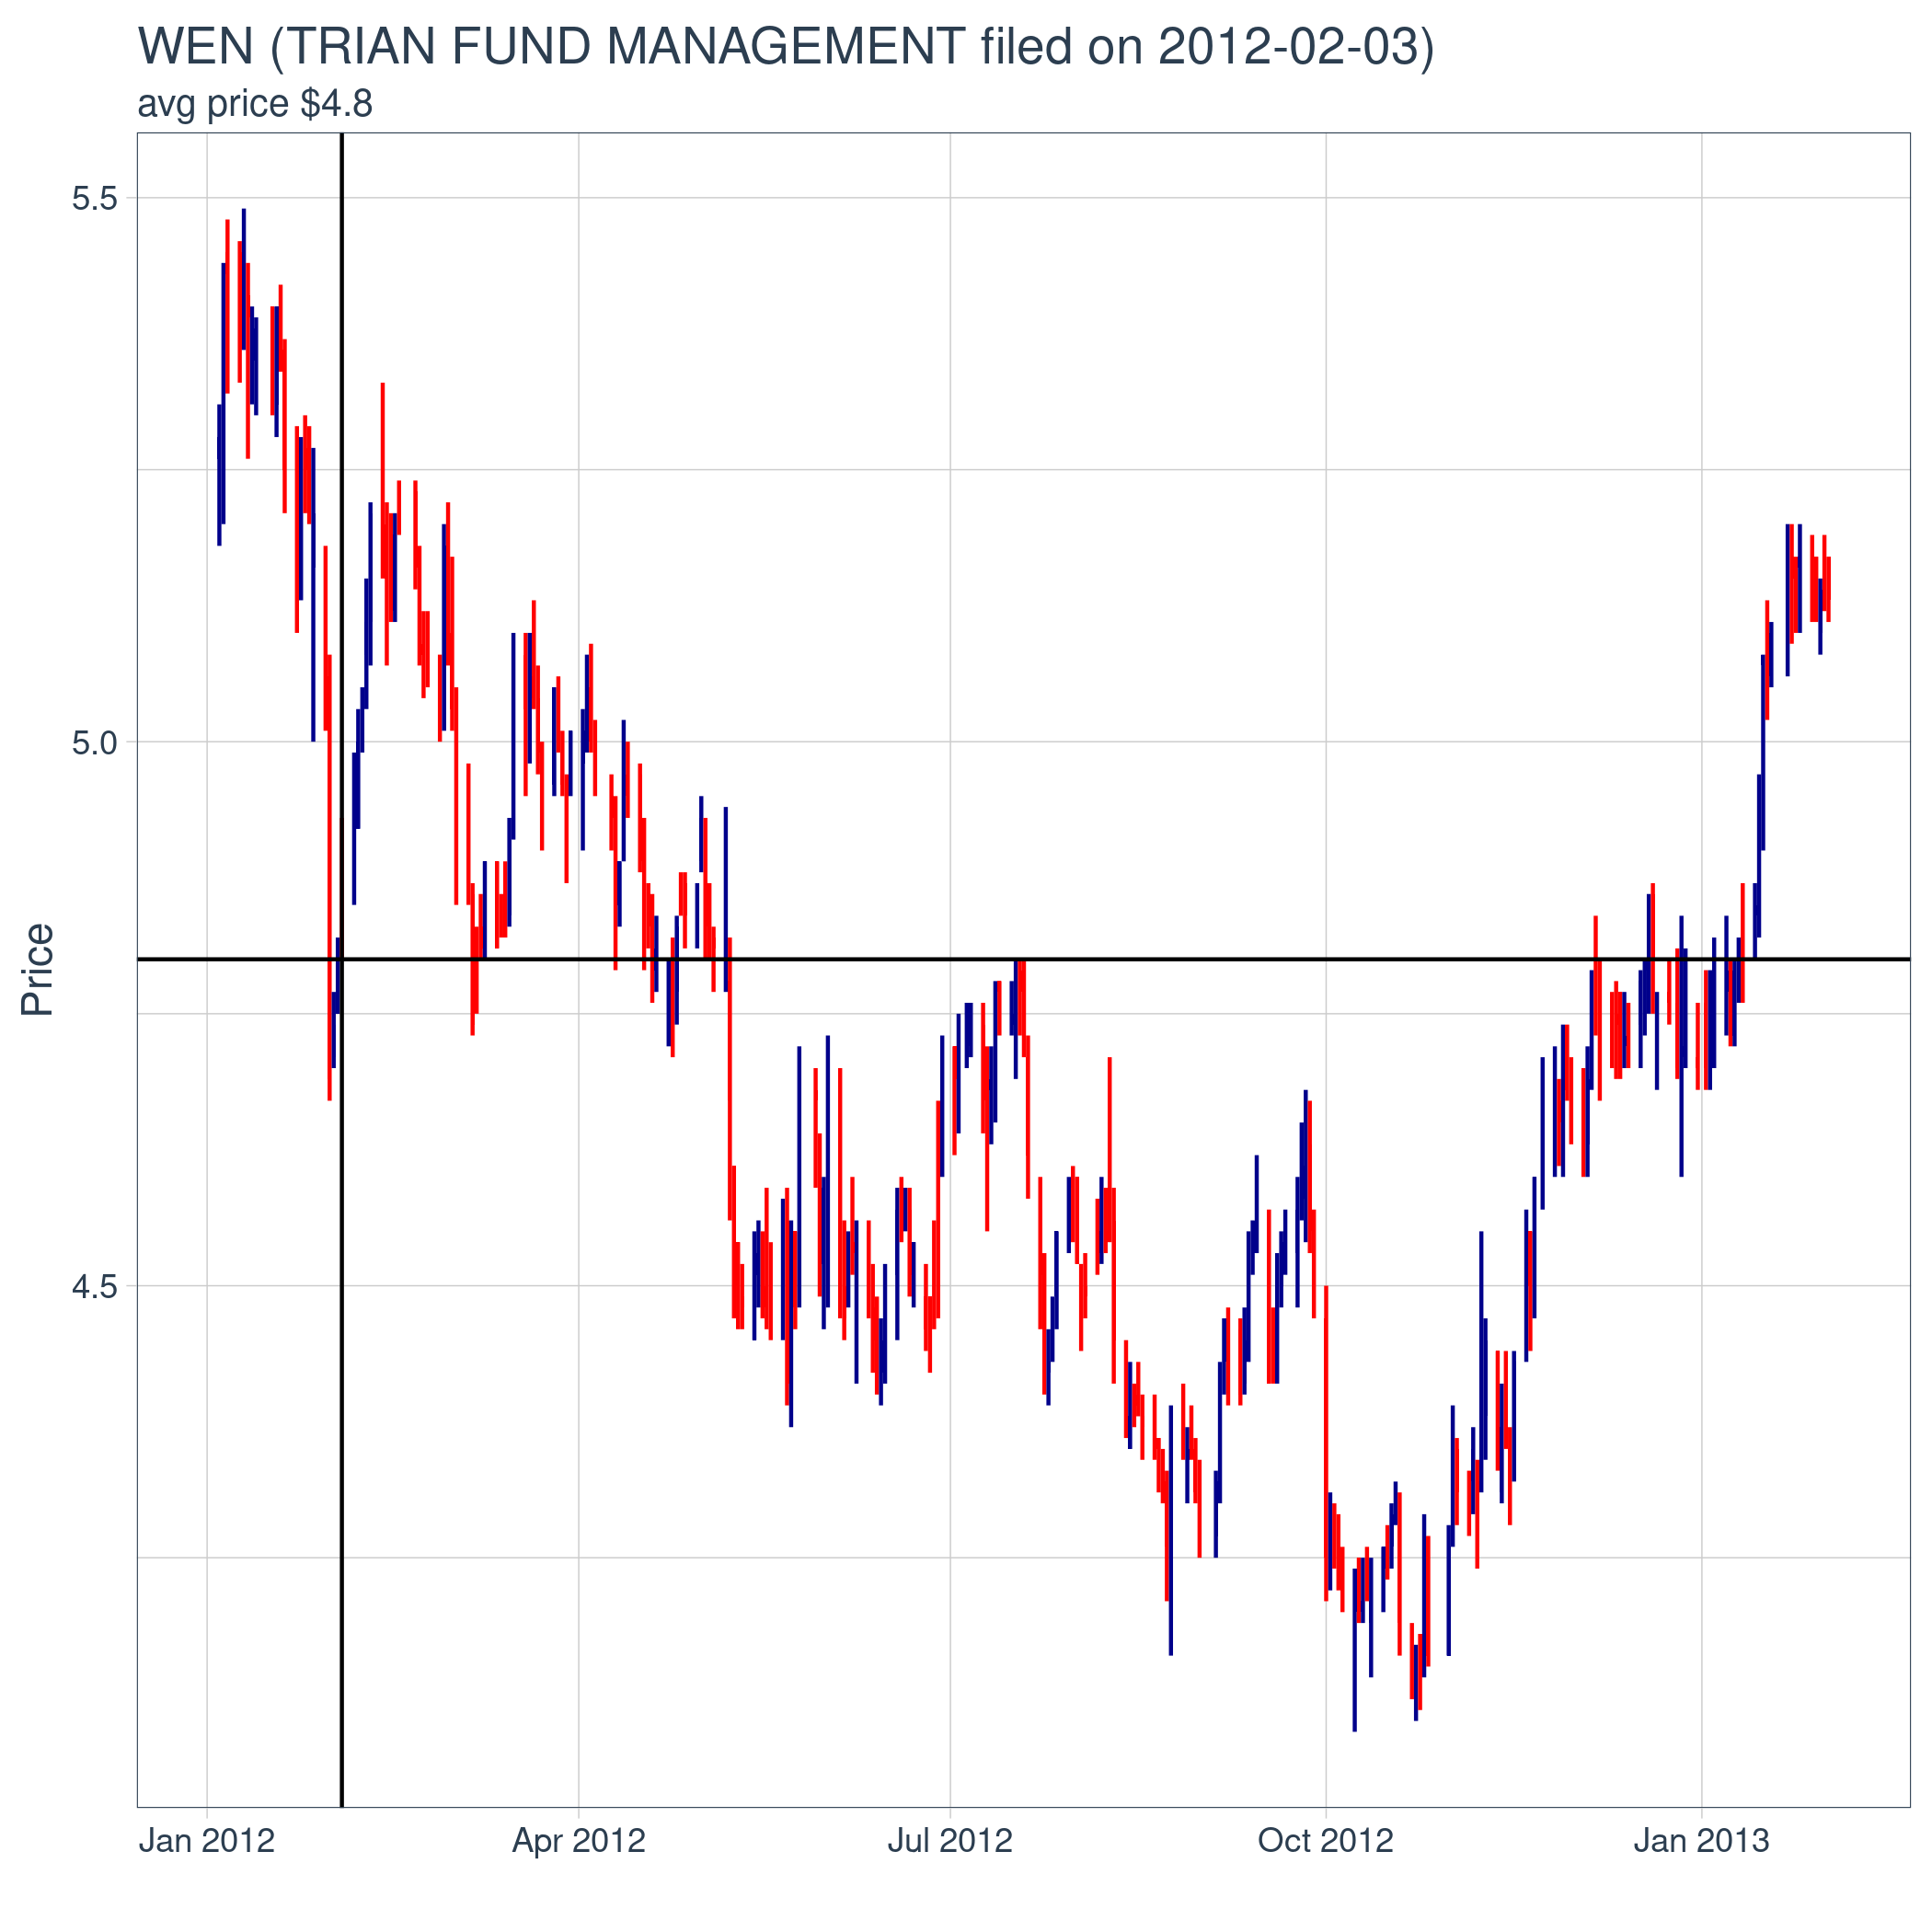 WEN (TRIAN FUND MANAGEMENT filed on 2012-02-03)
avg price $4.8
5.5
5.0
4.5
Price
Jan 2012 Apr 2012 Jul 2012 Oct 2012 Jan 2013